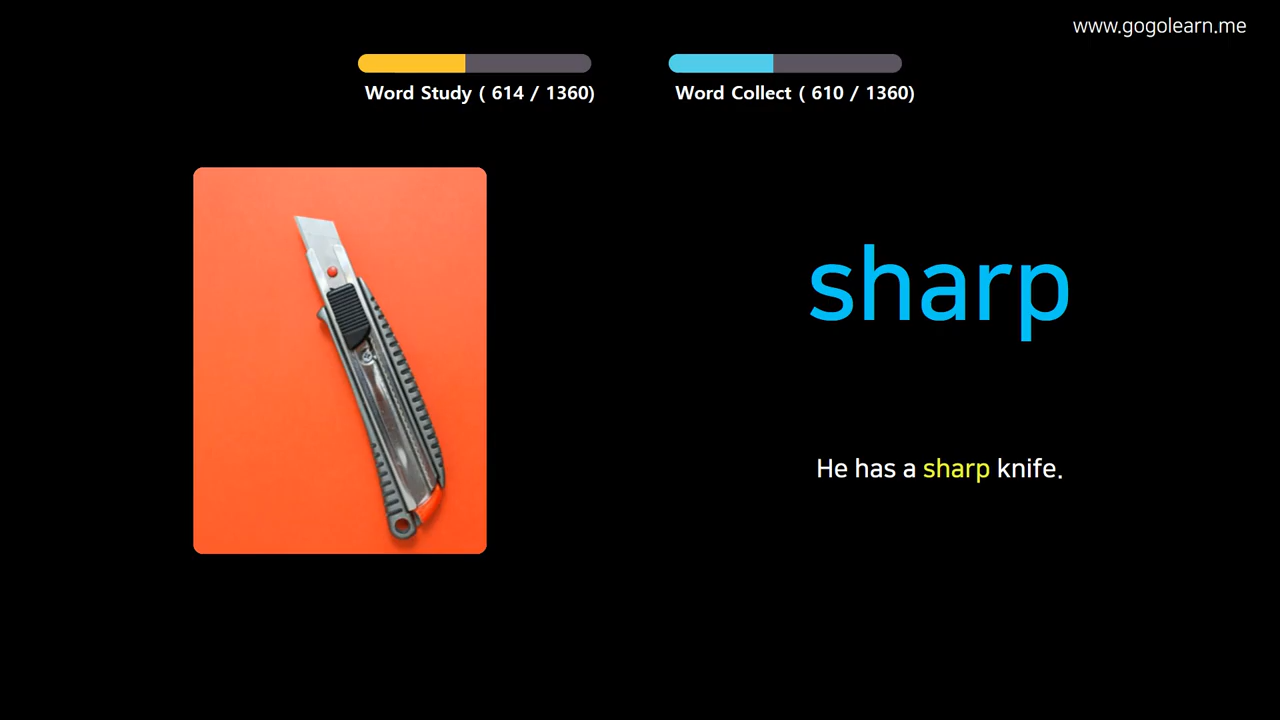 www.gogolearn.me
Word Study ( 614 / 1360)
Word Collect ( 610 / 1360)
sharp
He has a sharp knife.